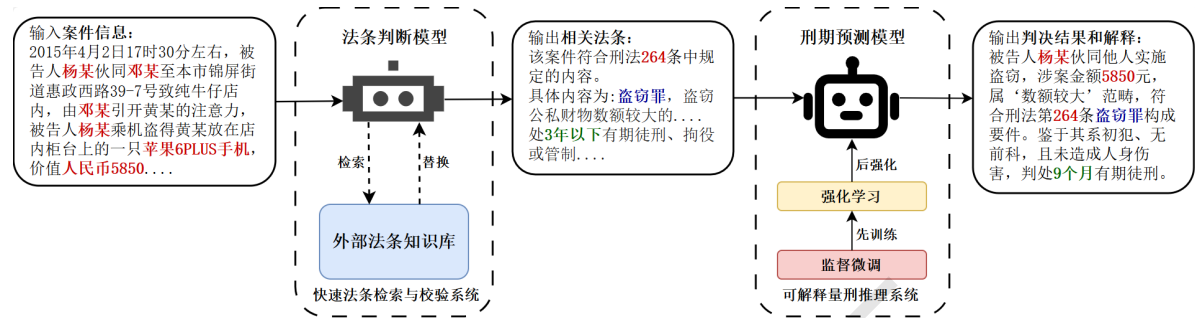 输入案件信息:
2015年4月2日17时30分左右，被
告人杨某伙同邓某至本市锦屏街
道惠政西路39-7号致纯牛仔店
内，由邓某引开黄某的注意力，
被告人杨某乘机盗得黄某放在店
内柜台上的一只苹果6PLUS手机，
价值人民币5850....
法条判断模型
检索
替换
外部法条知识库
快速法条检索与校验系统
输出相关法条:
该案件符合刑法264条中规
定的内容。
具体内容为:盗窃罪，盗窃
公私财物数额较大的....
处3年以下有期徒刑、拘役
或管制....
刑期预测模型
后强化
强化学习
先训练
监督微调
可解释量刑推理系统
输出判决结果和解释:
被告人杨某伙同他人实施
盗窃，涉案金额5850元，
属‘数额较大’范畴，符
合刑法第264条盗窃罪构成
要件。鉴于其系初犯、无
前科，且未造成人身伤
害，判处9个月有期徒刑。